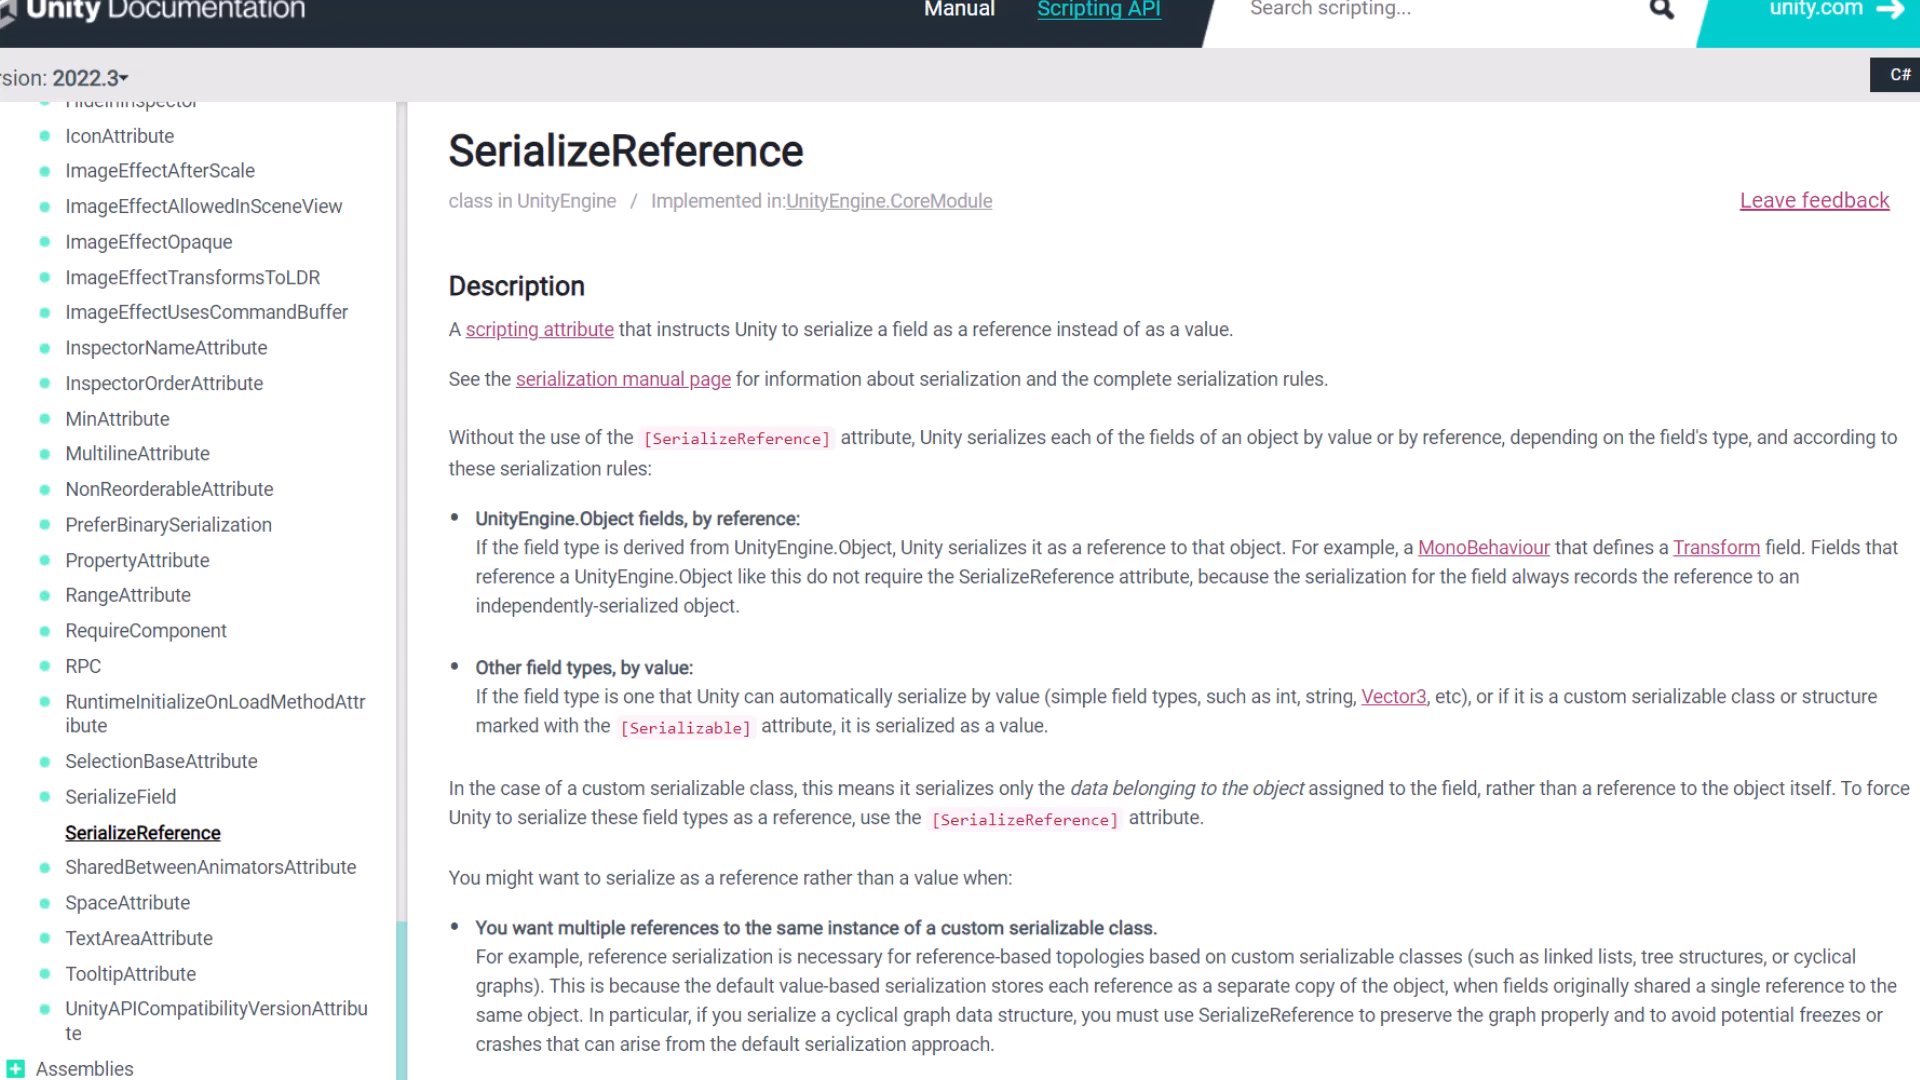 Unity Documentation
Manual
Scripting API
Search scripting...
unity.com
rsion: 2022.3
C#
HideInInspector
IconAttribute
ImageEffectAfterScale
ImageEffectAllowedInSceneView
ImageEffectOpaque
ImageEffectTransformsToLDR
ImageEffectUsesCommandBuffer
InspectorNameAttribute
InspectorOrderAttribute
MinAttribute
MultilineAttribute
NonReorderableAttribute
PreferBinarySerialization
PropertyAttribute
RangeAttribute
RequireComponent
RPC
RuntimeInitializeOnLoadMethodAttr
ibute
SelectionBaseAttribute
SerializeField
SerializeReference
SharedBetweenAnimatorsAttribute
SpaceAttribute
TextAreaAttribute
TooltipAttribute
UnityAPICompatibilityVersionAttribu
te
Assemblies
SerializeReference
class in UnityEngine / Implemented in:UnityEngine.CoreModule
Leave feedback
Description
A scripting attribute that instructs Unity to serialize a field as a reference instead of as a value.
See the serialization manual page for information about serialization and the complete serialization rules.
Without the use of the [SerializeReference] attribute, Unity serializes each of the fields of an object by value or by reference, depending on the field's type, and according to
these serialization rules:
UnityEngine.Object fields, by reference:
If the field type is derived from UnityEngine.Object, Unity serializes it as a reference to that object. For example, a MonoBehaviour that defines a Transform field. Fields that
reference a UnityEngine.Object like this do not require the SerializeReference attribute, because the serialization for the field always records the reference to an
independently-serialized object.
Other field types, by value:
If the field type is one that Unity can automatically serialize by value (simple field types, such as int, string, Vector3, etc), or if it is a custom serializable class or structure
marked with the [Serializable] attribute, it is serialized as a value.
In the case of a custom serializable class, this means it serializes only the data belonging to the object assigned to the field, rather than a reference to the object itself. To force
Unity to serialize these field types as a reference, use the [SerializeReference] attribute.
You might want to serialize as a reference rather than a value when:
You want multiple references to the same instance of a custom serializable class.
For example, reference serialization is necessary for reference-based topologies based on custom serializable classes (such as linked lists, tree structures, or cyclical
graphs). This is because the default value-based serialization stores each reference as a separate copy of the object, when fields originally shared a single reference to the
same object. In particular, if you serialize a cyclical graph data structure, you must use SerializeReference to preserve the graph properly and to avoid potential freezes or
crashes that can arise from the default serialization approach.